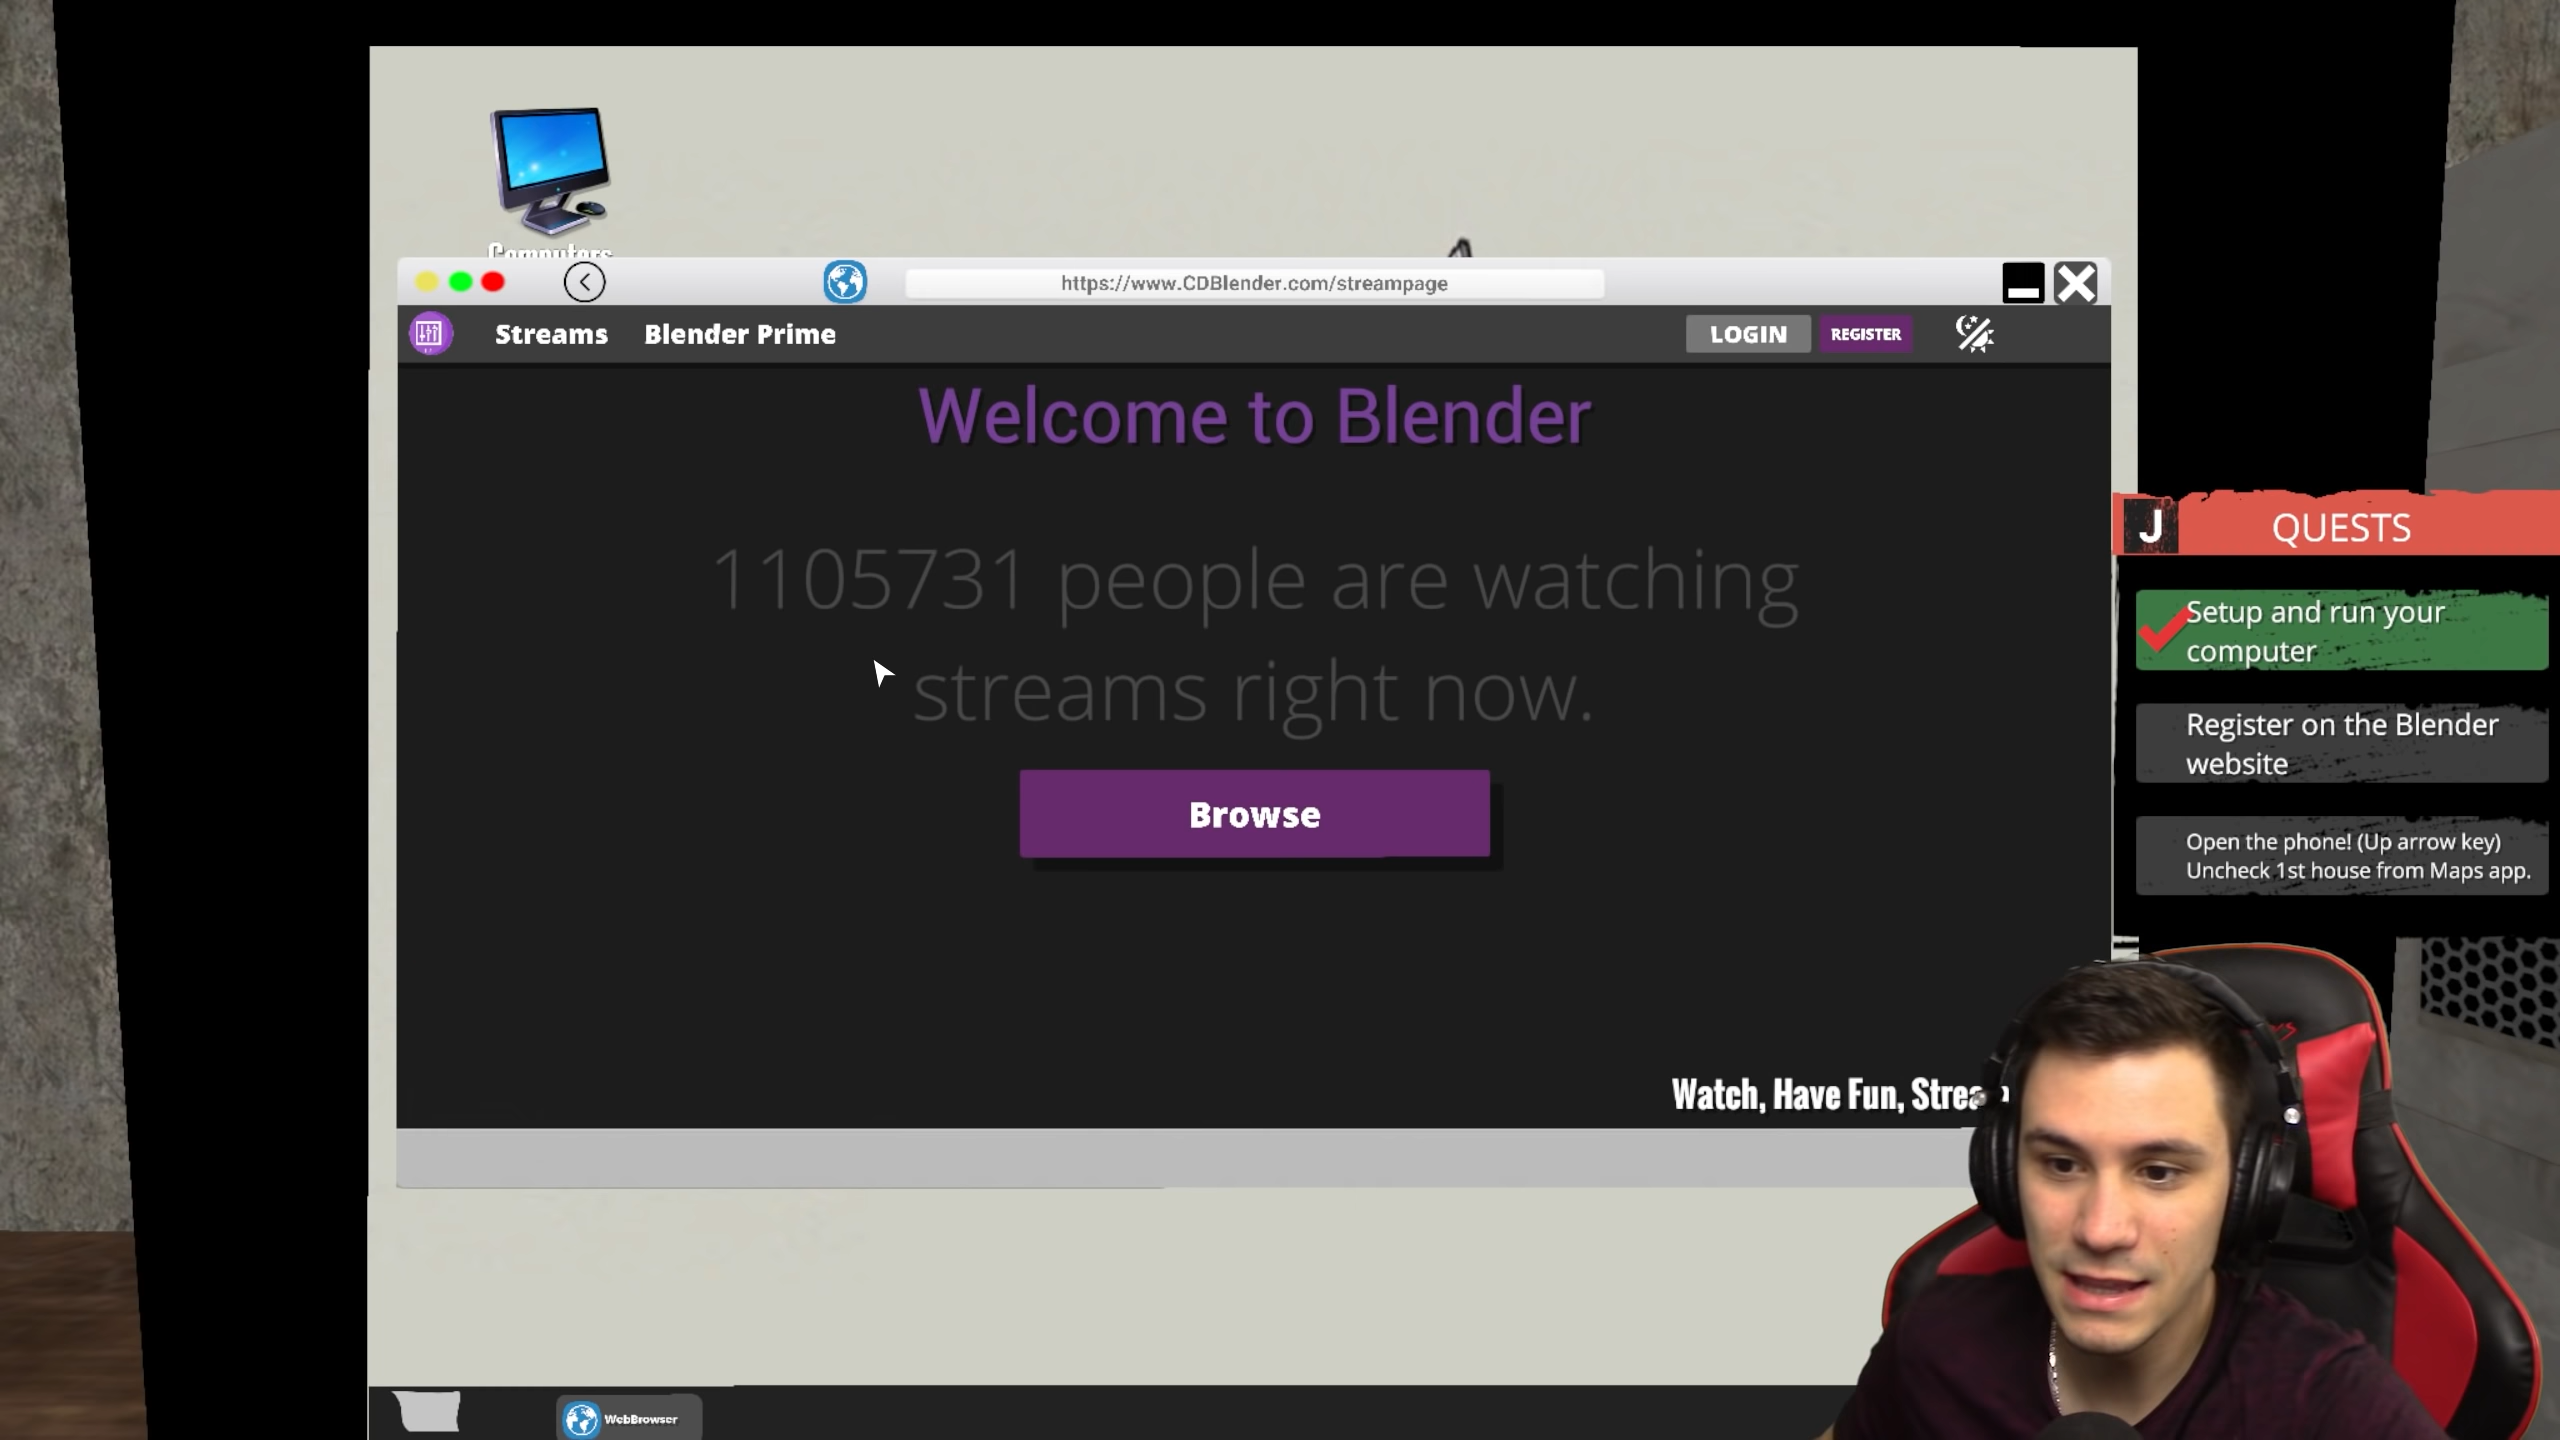 Computers
https://www.CDBlender.com/streampage
Streams Blender Prime LOGIN REGISTER
Welcome to Blender
1105731 people are watching
streams right now.
Browse
Watch, Have Fun, Strea
J QUESTS
Setup and run your
computer
Register on the Blender
website
Open the phone! (Up arrow key)
Uncheck 1st house from Maps app.
WebBrowser